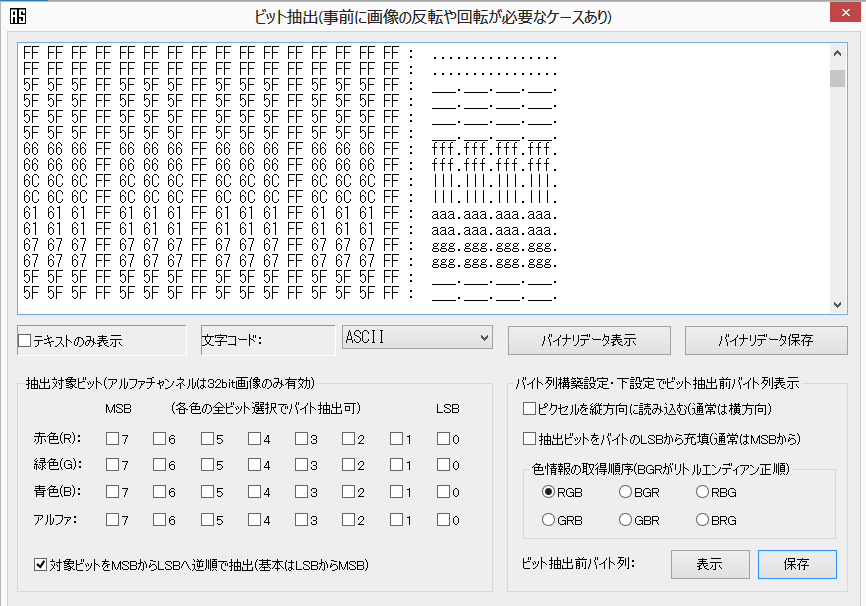 ビット抽出(事前に画像の反転や回転が必要なケースあり)
FF FF FF FF FF FF FF FF FF FF FF FF FF FF FF FF : ................
FF FF FF FF FF FF FF FF FF FF FF FF FF FF FF FF : ................
5F 5F 5F FF 5F 5F 5F FF 5F 5F 5F FF 5F 5F 5F FF : ___.___.___.___.
5F 5F 5F FF 5F 5F 5F FF 5F 5F 5F FF 5F 5F 5F FF : ___.___.___.___.
5F 5F 5F FF 5F 5F 5F FF 5F 5F 5F FF 5F 5F 5F FF : ___.___.___.___.
5F 5F 5F FF 5F 5F 5F FF 5F 5F 5F FF 5F 5F 5F FF : ___.___.___.___.
66 66 66 FF 66 66 66 FF 66 66 66 FF 66 66 66 FF : fff.fff.fff.fff.
66 66 66 FF 66 66 66 FF 66 66 66 FF 66 66 66 FF : fff.fff.fff.fff.
6C 6C 6C FF 6C 6C 6C FF 6C 6C 6C FF 6C 6C 6C FF : lll.lll.lll.lll.
6C 6C 6C FF 6C 6C 6C FF 6C 6C 6C FF 6C 6C 6C FF : lll.lll.lll.lll.
61 61 61 FF 61 61 61 FF 61 61 61 FF 61 61 61 FF : aaa.aaa.aaa.aaa.
61 61 61 FF 61 61 61 FF 61 61 61 FF 61 61 61 FF : aaa.aaa.aaa.aaa.
67 67 67 FF 67 67 67 FF 67 67 67 FF 67 67 67 FF : ggg.ggg.ggg.ggg.
67 67 67 FF 67 67 67 FF 67 67 67 FF 67 67 67 FF : ggg.ggg.ggg.ggg.
5F 5F 5F FF 5F 5F 5F FF 5F 5F 5F FF 5F 5F 5F FF : ___.___.___.___.
5F 5F 5F FF 5F 5F 5F FF 5F 5F 5F FF 5F 5F 5F FF : ___.___.___.___.
テキストのみ表示 文字コード: ASCII バイナリデータ表示 バイナリデータ保存
抽出対象ビット(アルファチャンネルは32bit画像のみ有効)
MSB (各色の全ビット選択でバイト抽出可) LSB
赤色(R): 7 6 5 4 3 2 1 0
緑色(G): 7 6 5 4 3 2 1 0
青色(B): 7 6 5 4 3 2 1 0
アルファ: 7 6 5 4 3 2 1 0
対象ビットをMSBからLSBへ逆順で抽出(基本はLSBからMSB)
バイト列構築設定・下設定でビット抽出前バイト列表示
ピクセルを縦方向に読み込む(通常は横方向)
抽出ビットをバイトのLSBから充填(通常はMSBから)
色情報の取得順序(BGRがリトルエンディアン正順)
RGB BGR RBG
GRB GBR BRG
ビット抽出前バイト列: 表示 保存